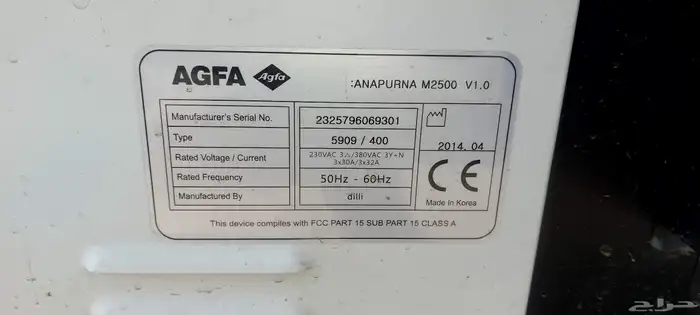 AGFA Agfa :ANAPURNA M2500 V1.0
Manufacturer's Serial No. 2325796069301
Type 5909 / 400
2014. 04
Rated Voltage / Current 230VAC 3△/380VAC 3Y+N
3x30A/3x32A
Rated Frequency 50Hz - 60Hz
CE
Manufactured By dilli
Made In Korea
This device compiles with FCC PART 15 SUB PART 15 CLASS A
حراج